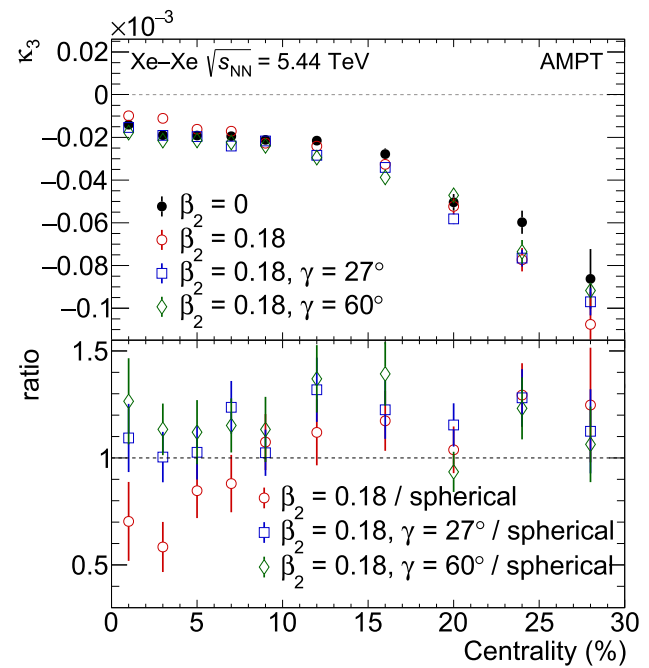 ×10⁻³
κ₃
0.02
Xe–Xe √s_NN = 5.44 TeV
AMPT
0
−0.02
−0.04
−0.06
−0.08
−0.1
β₂ = 0
β₂ = 0.18
β₂ = 0.18, γ = 27°
β₂ = 0.18, γ = 60°
ratio
1.5
1
0.5
β₂ = 0.18 / spherical
β₂ = 0.18, γ = 27° / spherical
β₂ = 0.18, γ = 60° / spherical
0 5 10 15 20 25 30
Centrality (%)